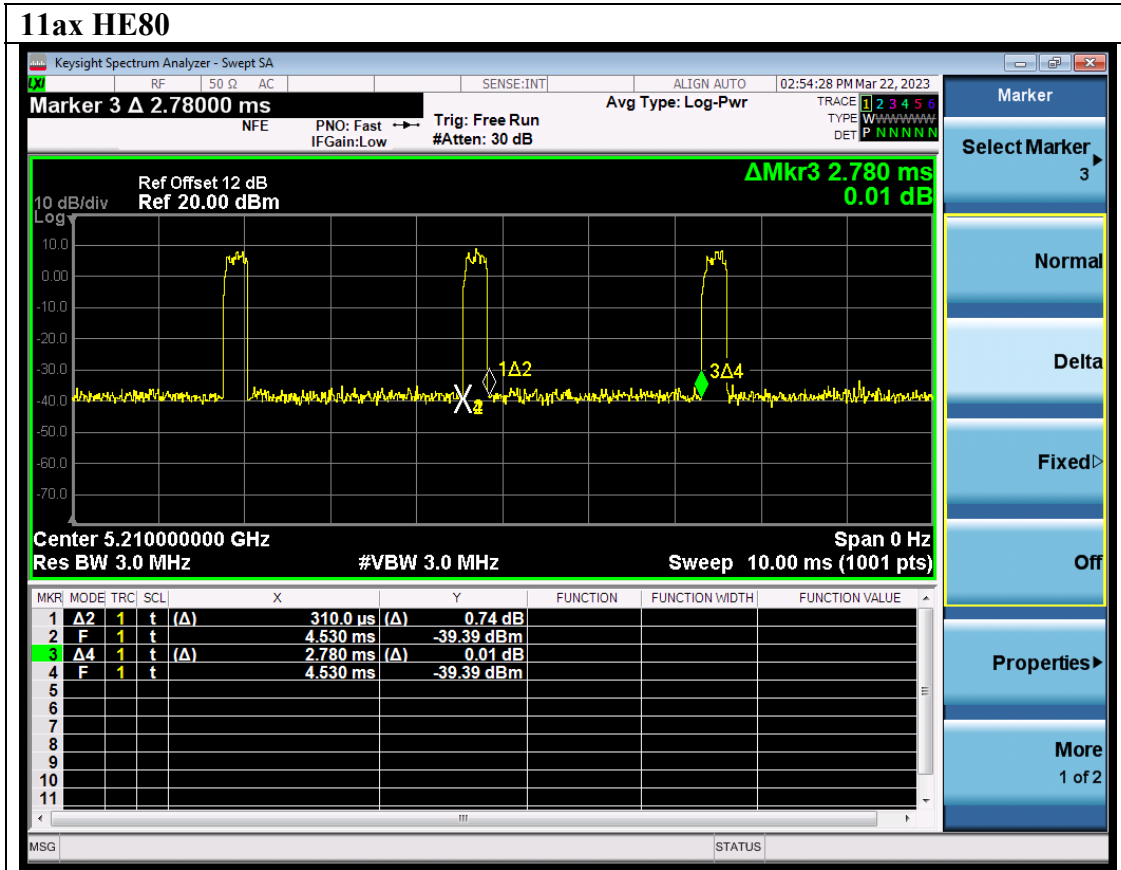 11ax HE80
Keysight Spectrum Analyzer - Swept SA
LXI RF 50 Ω AC SENSE:INT ALIGN AUTO 02:54:28 PM Mar 22, 2023
Marker 3 Δ 2.78000 ms
NFE PNO: Fast Trig: Free Run Avg Type: Log-Pwr TRACE 1 2 3 4 5 6
IFGain:Low #Atten: 30 dB TYPE WWWWWWW
DET P N N N N N
ΔMkr3 2.780 ms
0.01 dB
Ref Offset 12 dB
10 dB/div Ref 20.00 dBm
Log
10.0
0.00
-10.0
-20.0
-30.0
-40.0
-50.0
-60.0
-70.0
1Δ2
3Δ4
Center 5.210000000 GHz Span 0 Hz
Res BW 3.0 MHz #VBW 3.0 MHz Sweep 10.00 ms (1001 pts)
MKR MODE TRC SCL X Y FUNCTION FUNCTION WIDTH FUNCTION VALUE
1 Δ2 1 t (Δ) 310.0 µs (Δ) 0.74 dB
2 F 1 t 4.530 ms -39.39 dBm
3 Δ4 1 t (Δ) 2.780 ms (Δ) 0.01 dB
4 F 1 t 4.530 ms -39.39 dBm
5
6
7
8
9
10
11
MSG STATUS
Marker
Select Marker
3
Normal
Delta
Fixed
Off
Properties
More
1 of 2